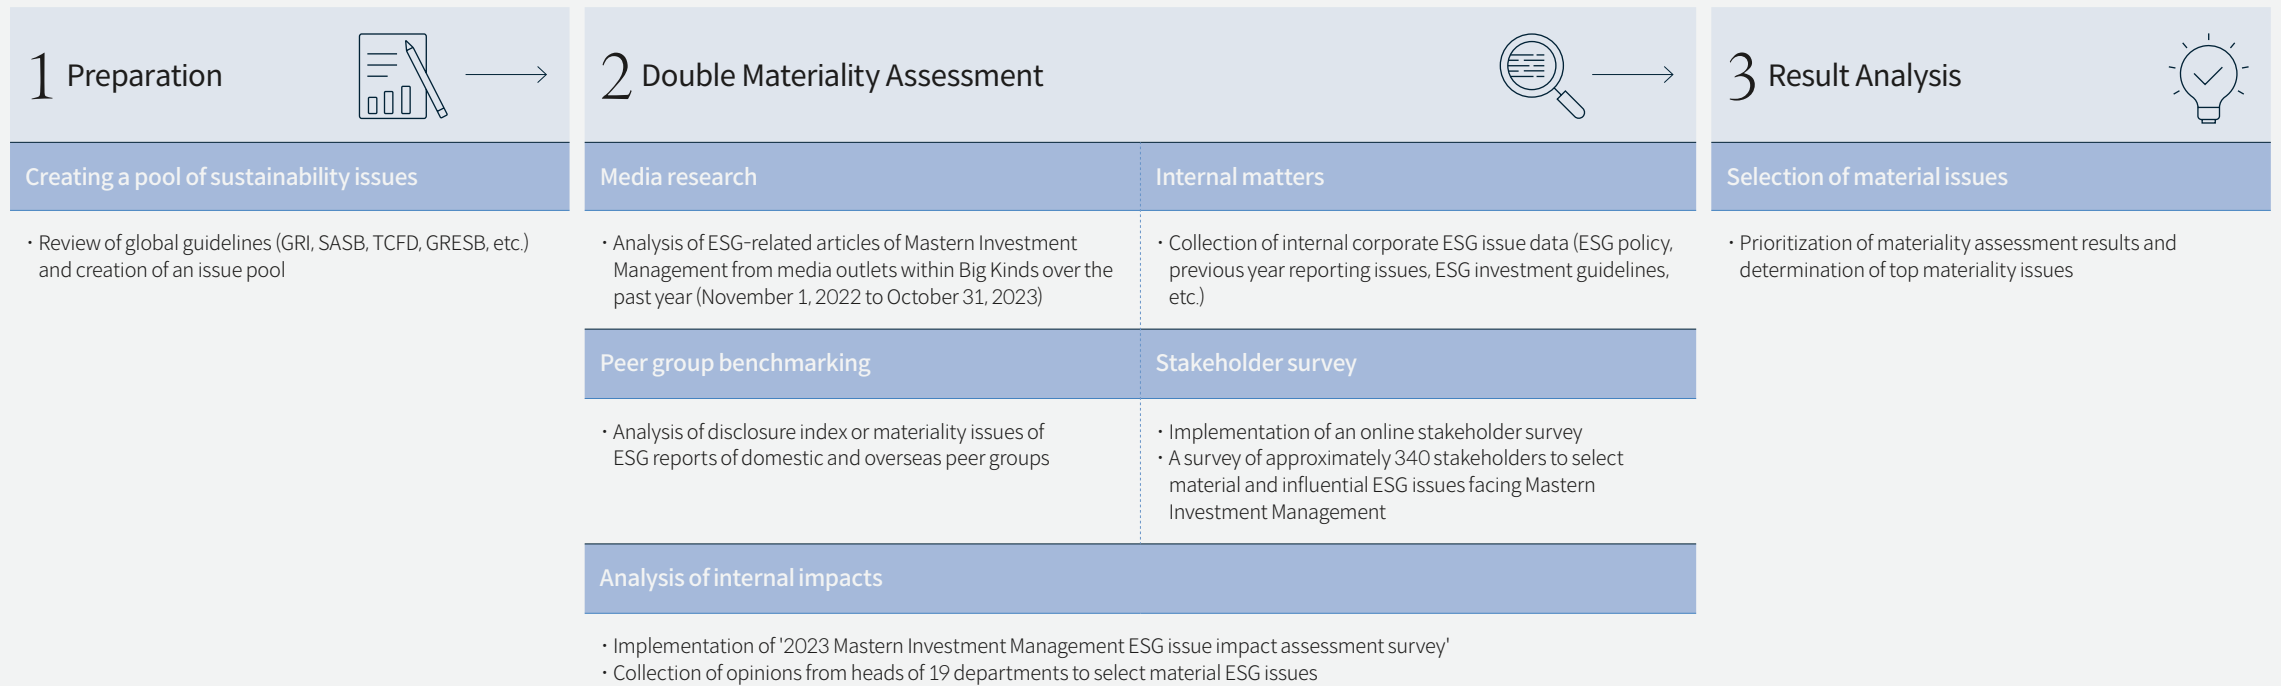 1 Preparation
Creating a pool of sustainability issues
· Review of global guidelines (GRI, SASB, TCFD, GRESB, etc.)
and creation of an issue pool
2 Double Materiality Assessment
Media research
· Analysis of ESG-related articles of Mastern Investment
Management from media outlets within Big Kinds over the
past year (November 1, 2022 to October 31, 2023)
Internal matters
· Collection of internal corporate ESG issue data (ESG policy,
previous year reporting issues, ESG investment guidelines,
etc.)
Peer group benchmarking
· Analysis of disclosure index or materiality issues of
ESG reports of domestic and overseas peer groups
Stakeholder survey
· Implementation of an online stakeholder survey
· A survey of approximately 340 stakeholders to select
material and influential ESG issues facing Mastern
Investment Management
Analysis of internal impacts
· Implementation of '2023 Mastern Investment Management ESG issue impact assessment survey'
· Collection of opinions from heads of 19 departments to select material ESG issues
3 Result Analysis
Selection of material issues
· Prioritization of materiality assessment results and
determination of top materiality issues